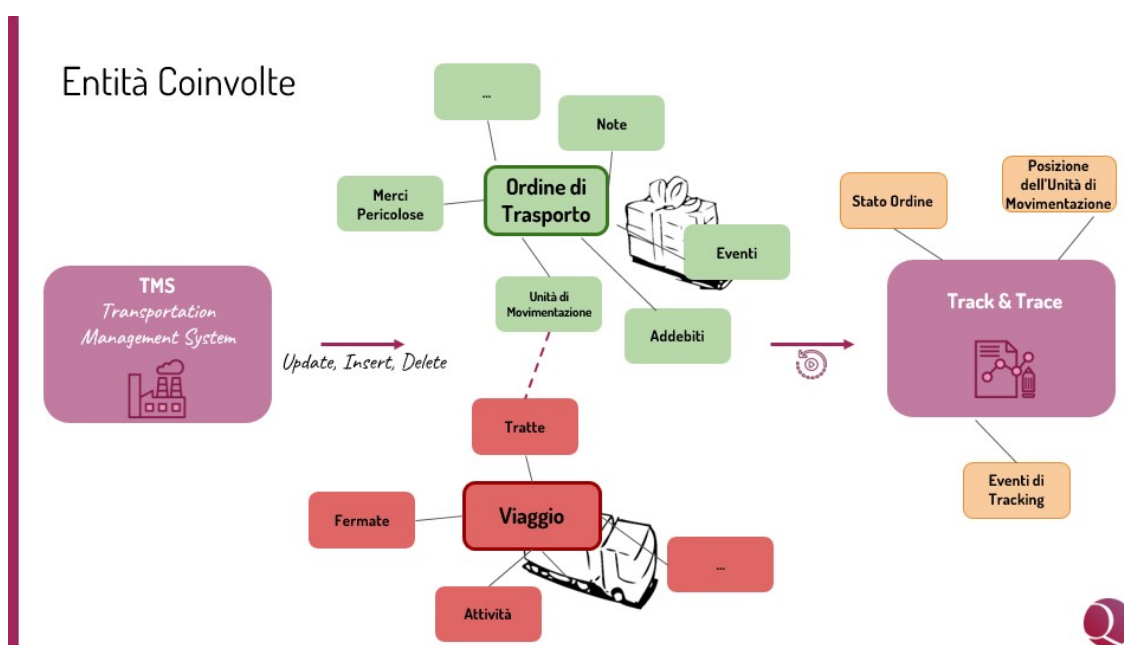 Entità Coinvolte
...
Note
Merci
Pericolose
Ordine di
Trasporto
Eventi
Unità di
Movimentazione
Addebiti
TMS
Transportation
Management System
Update, Insert, Delete
Tratte
Fermate
Viaggio
...
Attività
Stato Ordine
Posizione
dell'Unità di
Movimentazione
Track & Trace
Eventi di
Tracking
Q